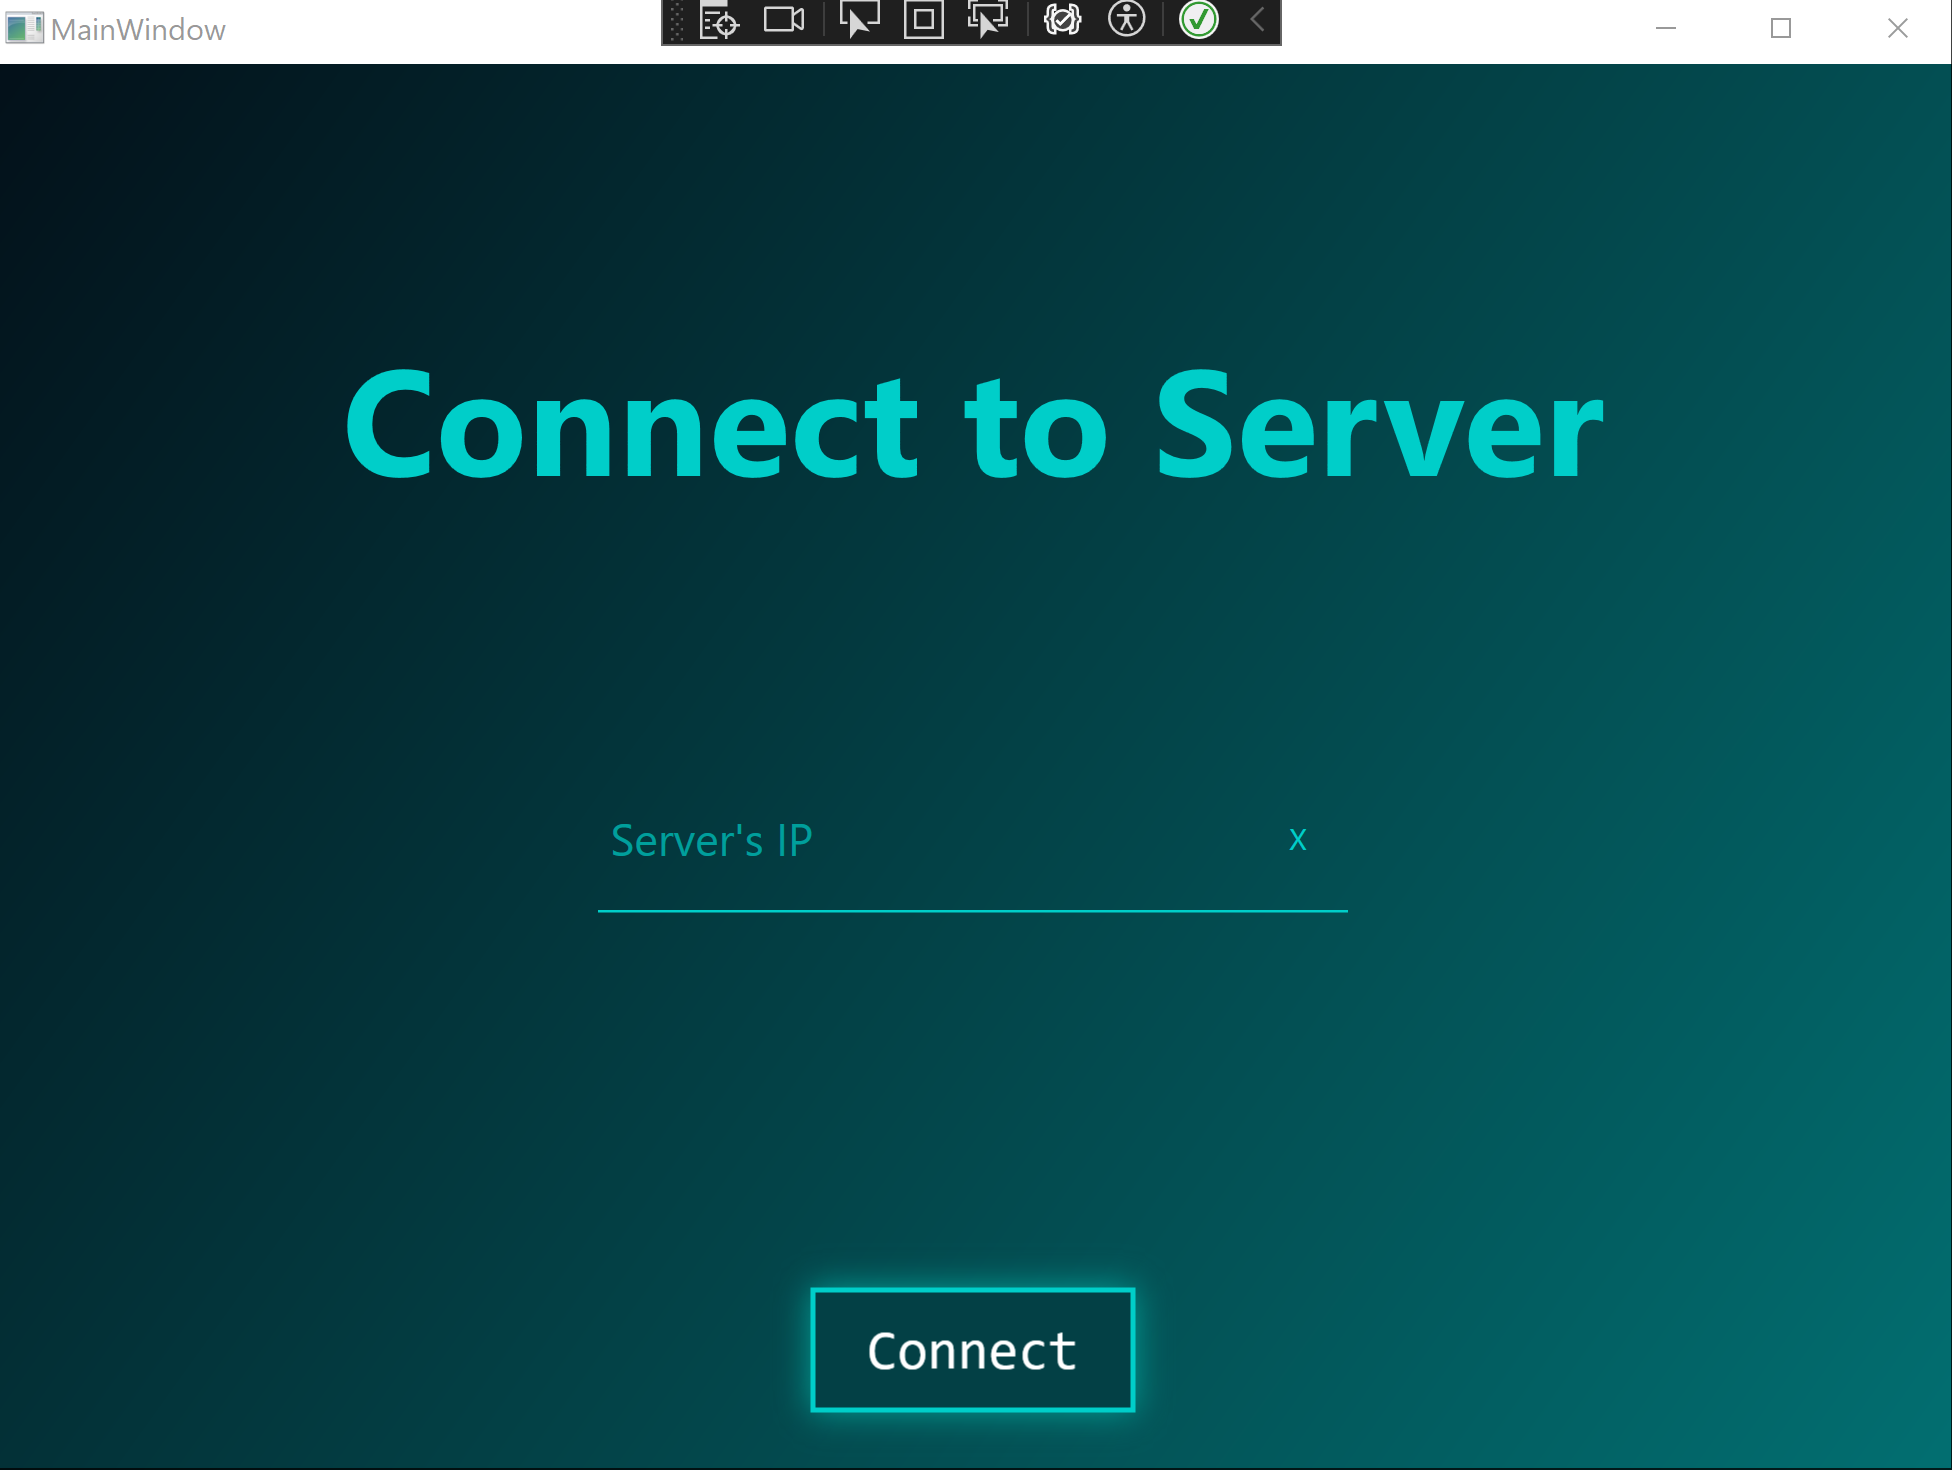 MainWindow
Connect to Server
Server's IP
X
Connect